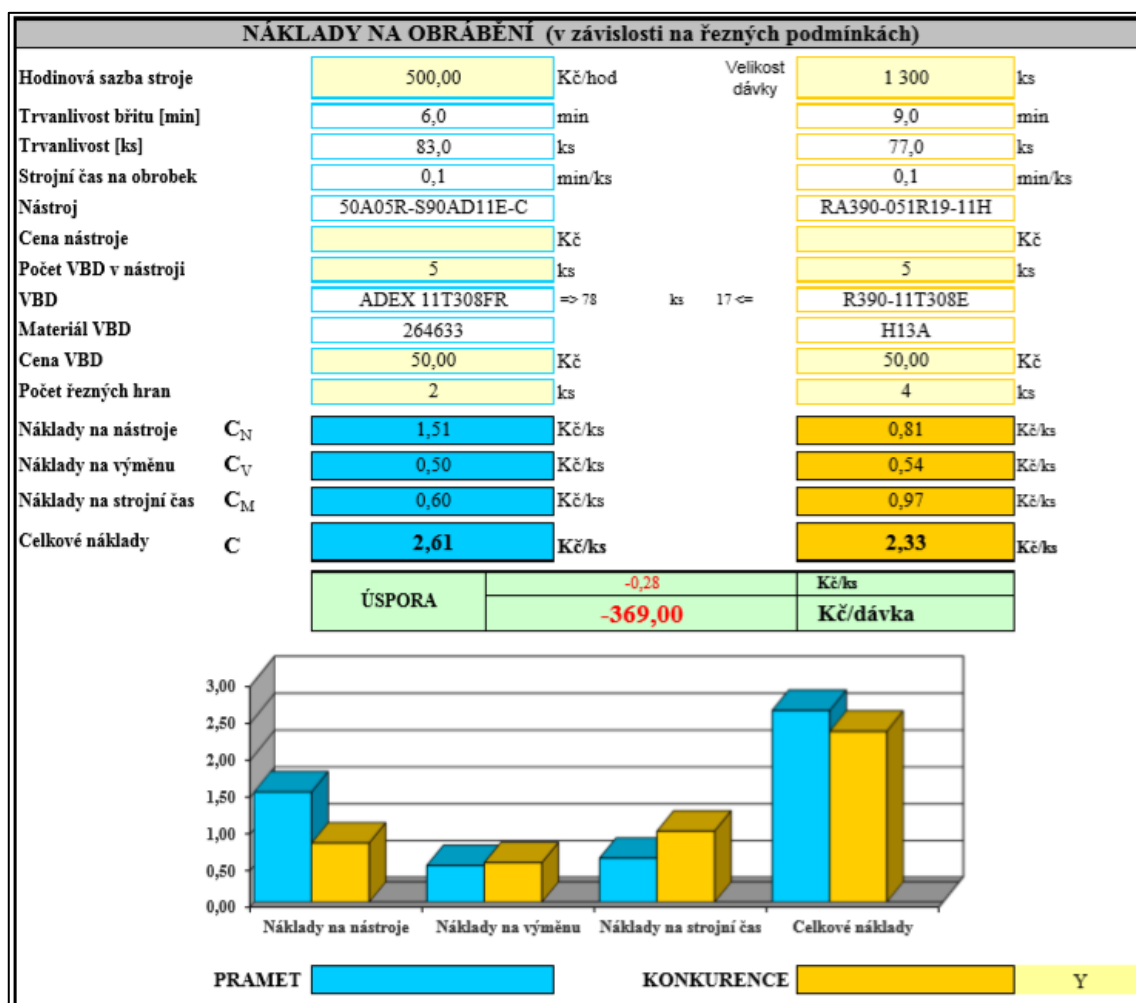 NÁKLADY NA OBRÁBĚNÍ (v závislosti na řezných podmínkách)
Hodinová sazba stroje 500,00 Kč/hod Velikost dávky 1 300 ks
Trvanlivost břitu [min] 6,0 min 9,0 min
Trvanlivost [ks] 83,0 ks 77,0 ks
Strojní čas na obrobek 0,1 min/ks 0,1 min/ks
Nástroj 50A05R-S90AD11E-C RA390-051R19-11H
Cena nástroje Kč Kč
Počet VBD v nástroji 5 ks 5 ks
VBD ADEX 11T308FR => 78 ks 17 <= R390-11T308E
Materiál VBD 264633 H13A
Cena VBD 50,00 Kč 50,00 Kč
Počet řezných hran 2 ks 4 ks
Náklady na nástroje CN 1,51 Kč/ks 0,81 Kč/ks
Náklady na výměnu CV 0,50 Kč/ks 0,54 Kč/ks
Náklady na strojní čas CM 0,60 Kč/ks 0,97 Kč/ks
Celkové náklady C 2,61 Kč/ks 2,33 Kč/ks
ÚSPORA -0,28 Kč/ks
-369,00 Kč/dávka
3,00
2,50
2,00
1,50
1,00
0,50
0,00
Náklady na nástroje Náklady na výměnu Náklady na strojní čas Celkové náklady
PRAMET KONKURENCE Y